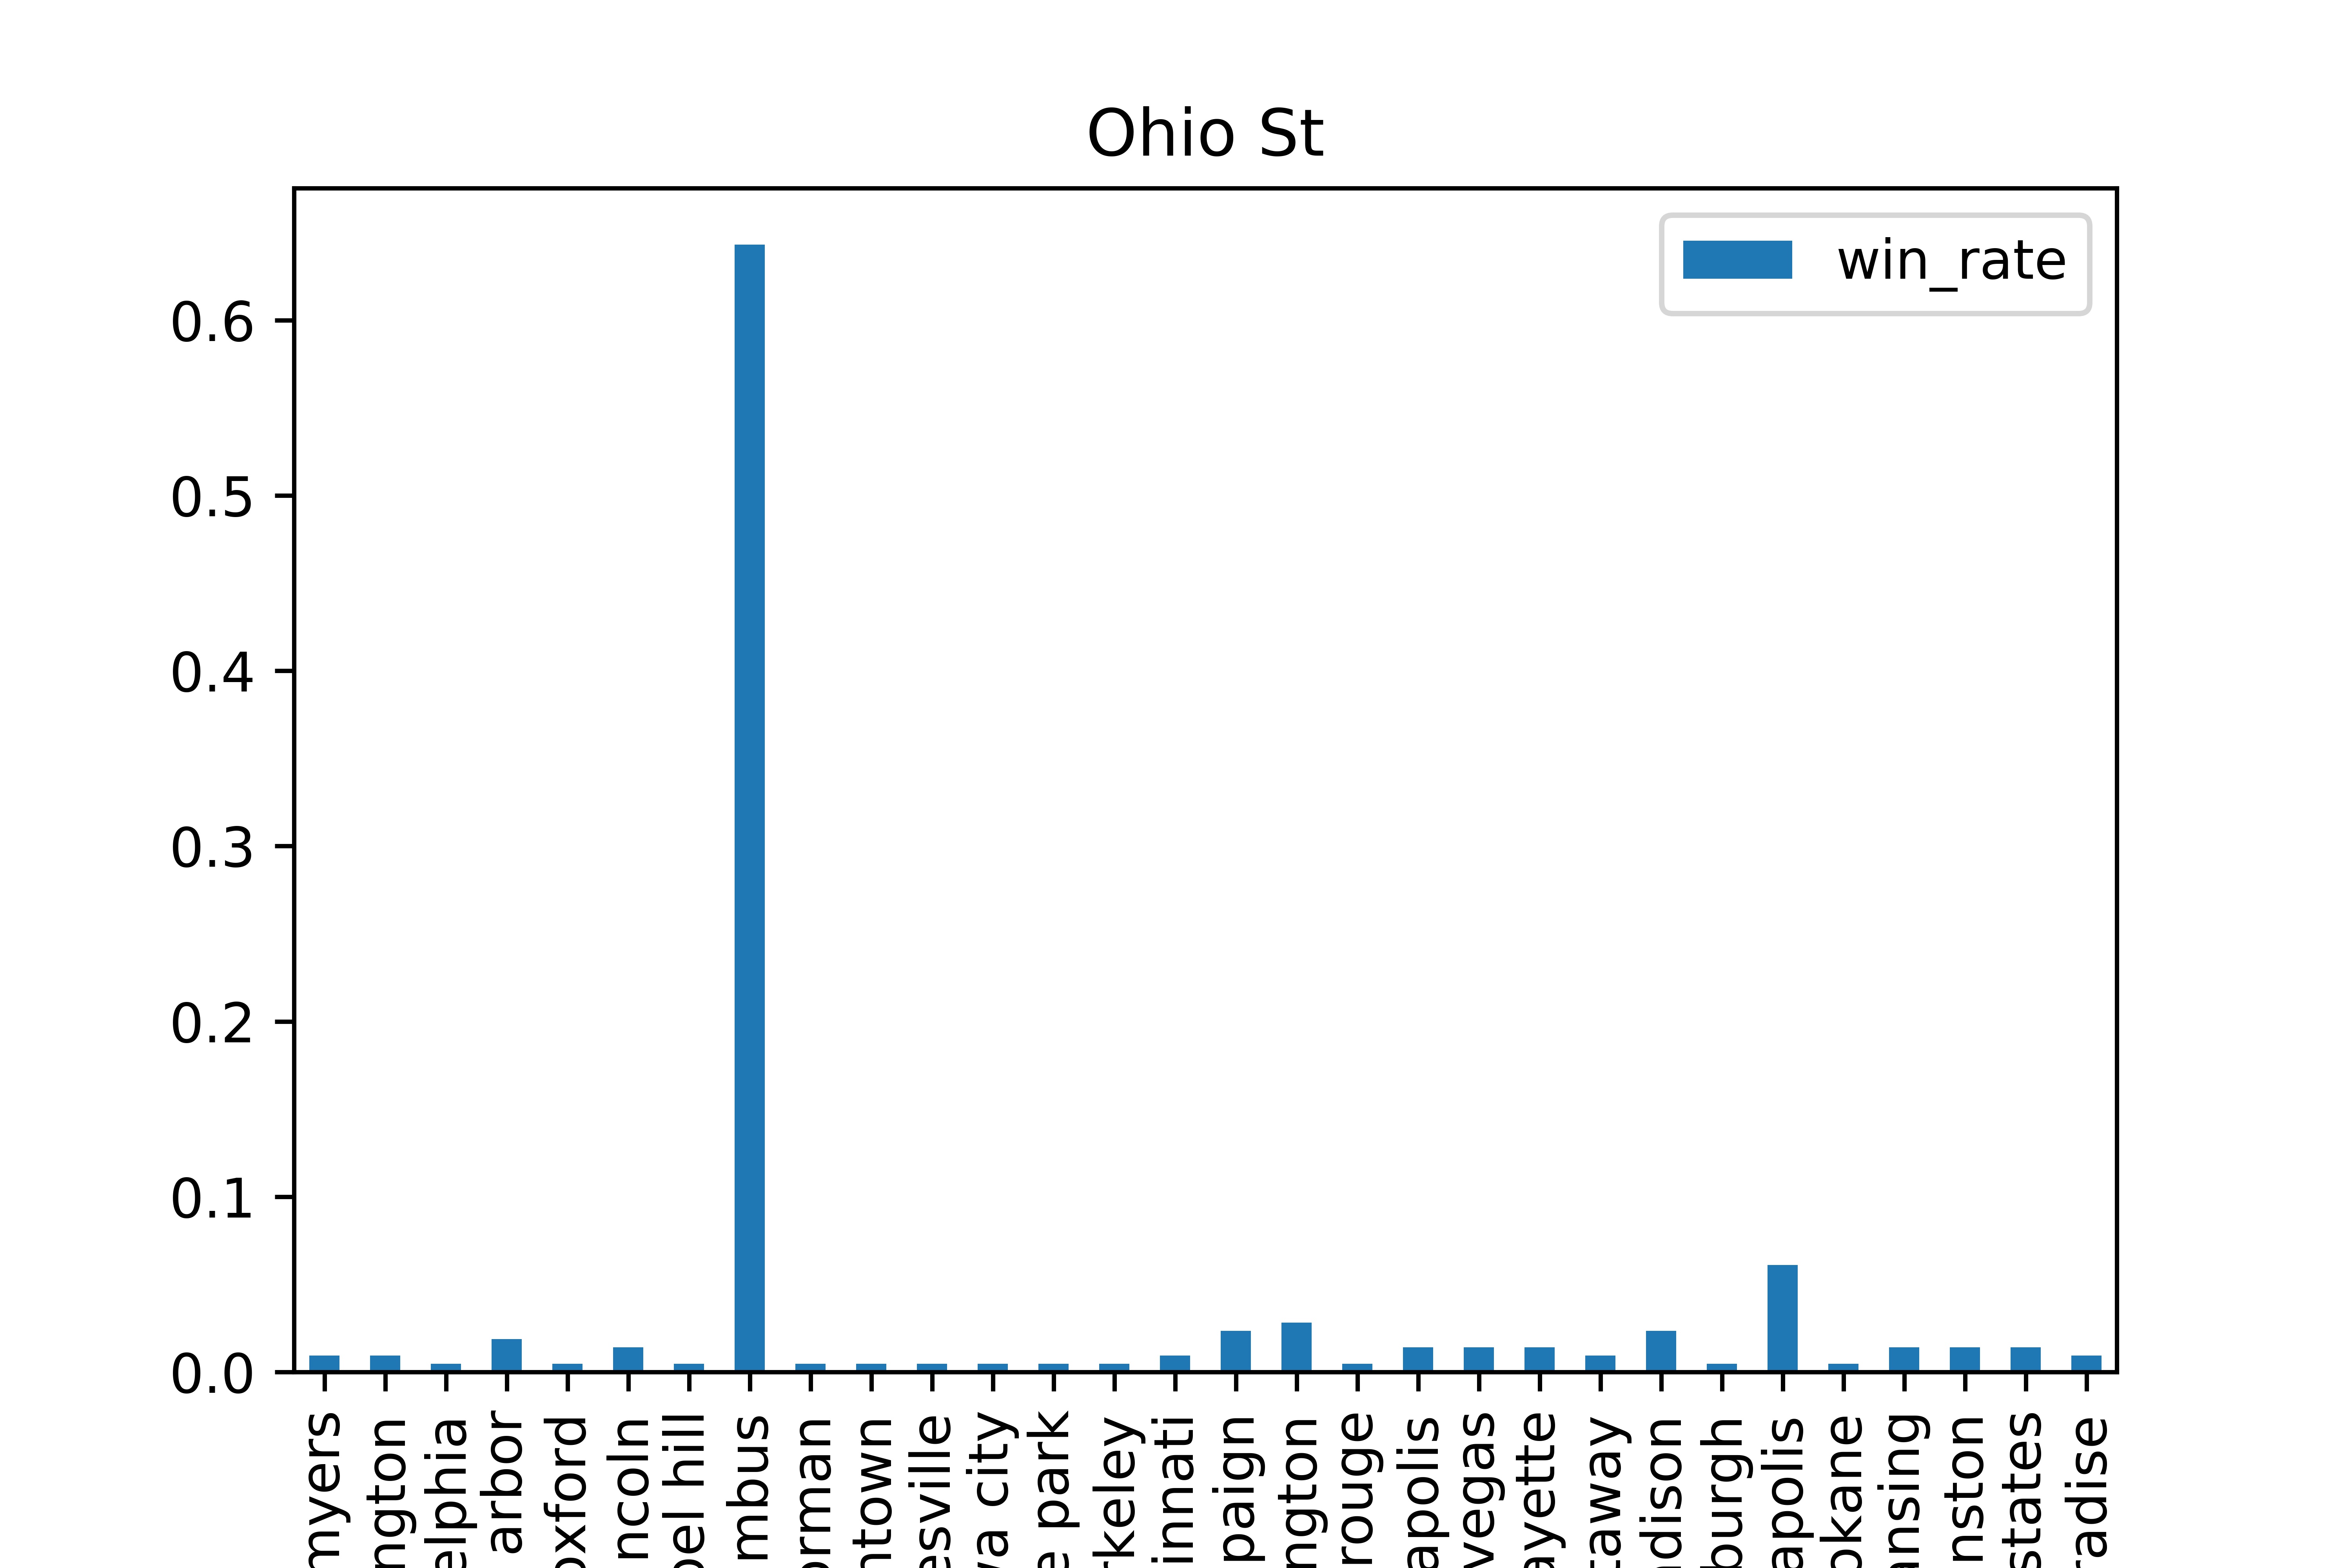 Ohio St
win_rate
0.6
0.5
0.4
0.3
0.2
0.1
0.0
myers
ngton
elphia
arbor
oxford
ncoln
pel hill
mbus
orman
ntown
esville
va city
e park
rkeley
innati
paign
ngton
rouge
apolis
vegas
ayette
taway
dison
burgh
apolis
okane
ansing
nston
states
radise